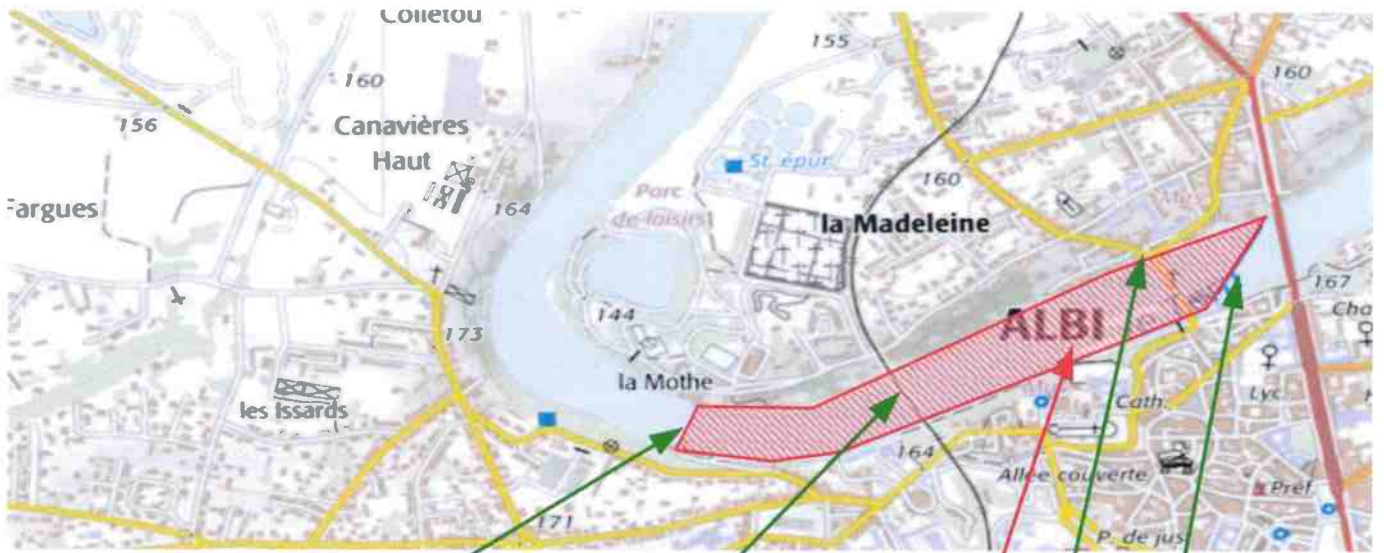 Colletou
155
160
160
156
Canavières
Haut
St. épur
160
Fargues
164
Parc
de loisirs
la Madeleine
Mus
167
144
ALBI
Cha
173
la Mothe
les Issards
Cath.
Lyc
164
Allée couverte
Préf
171
P. de jus